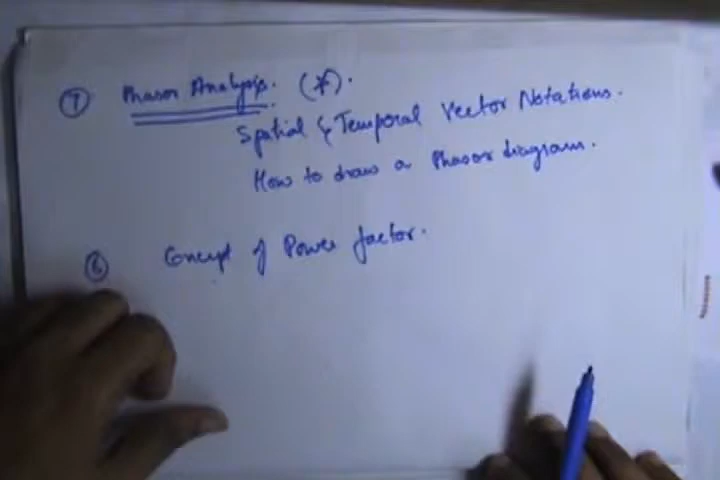 7 Phasor Analysis. (*).
Spatial & Temporal Vector Notations.
How to draw a Phasor diagram.
8 Concept of Power factor.